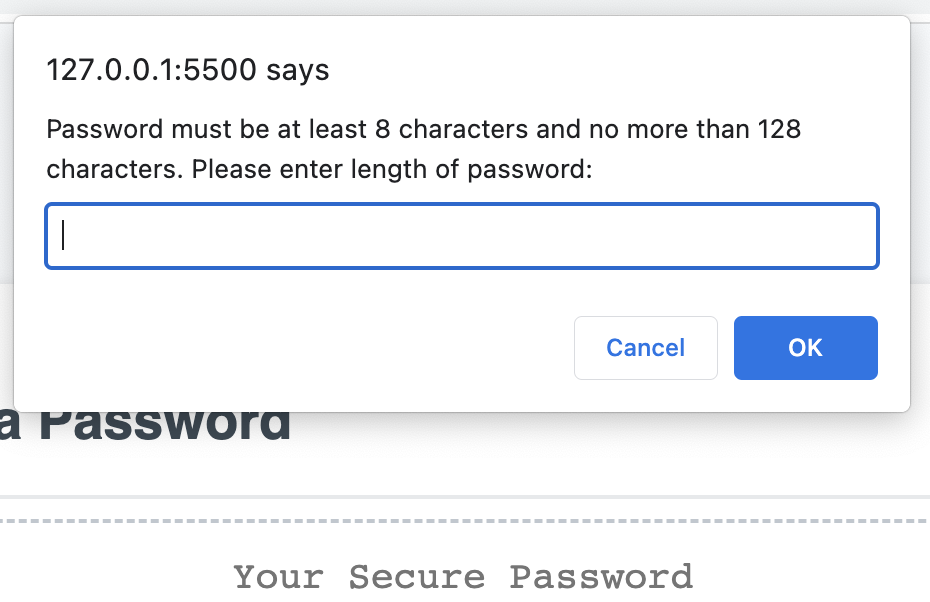 127.0.0.1:5500 says
Password must be at least 8 characters and no more than 128
characters. Please enter length of password:
Cancel
OK
a Password
Your Secure Password